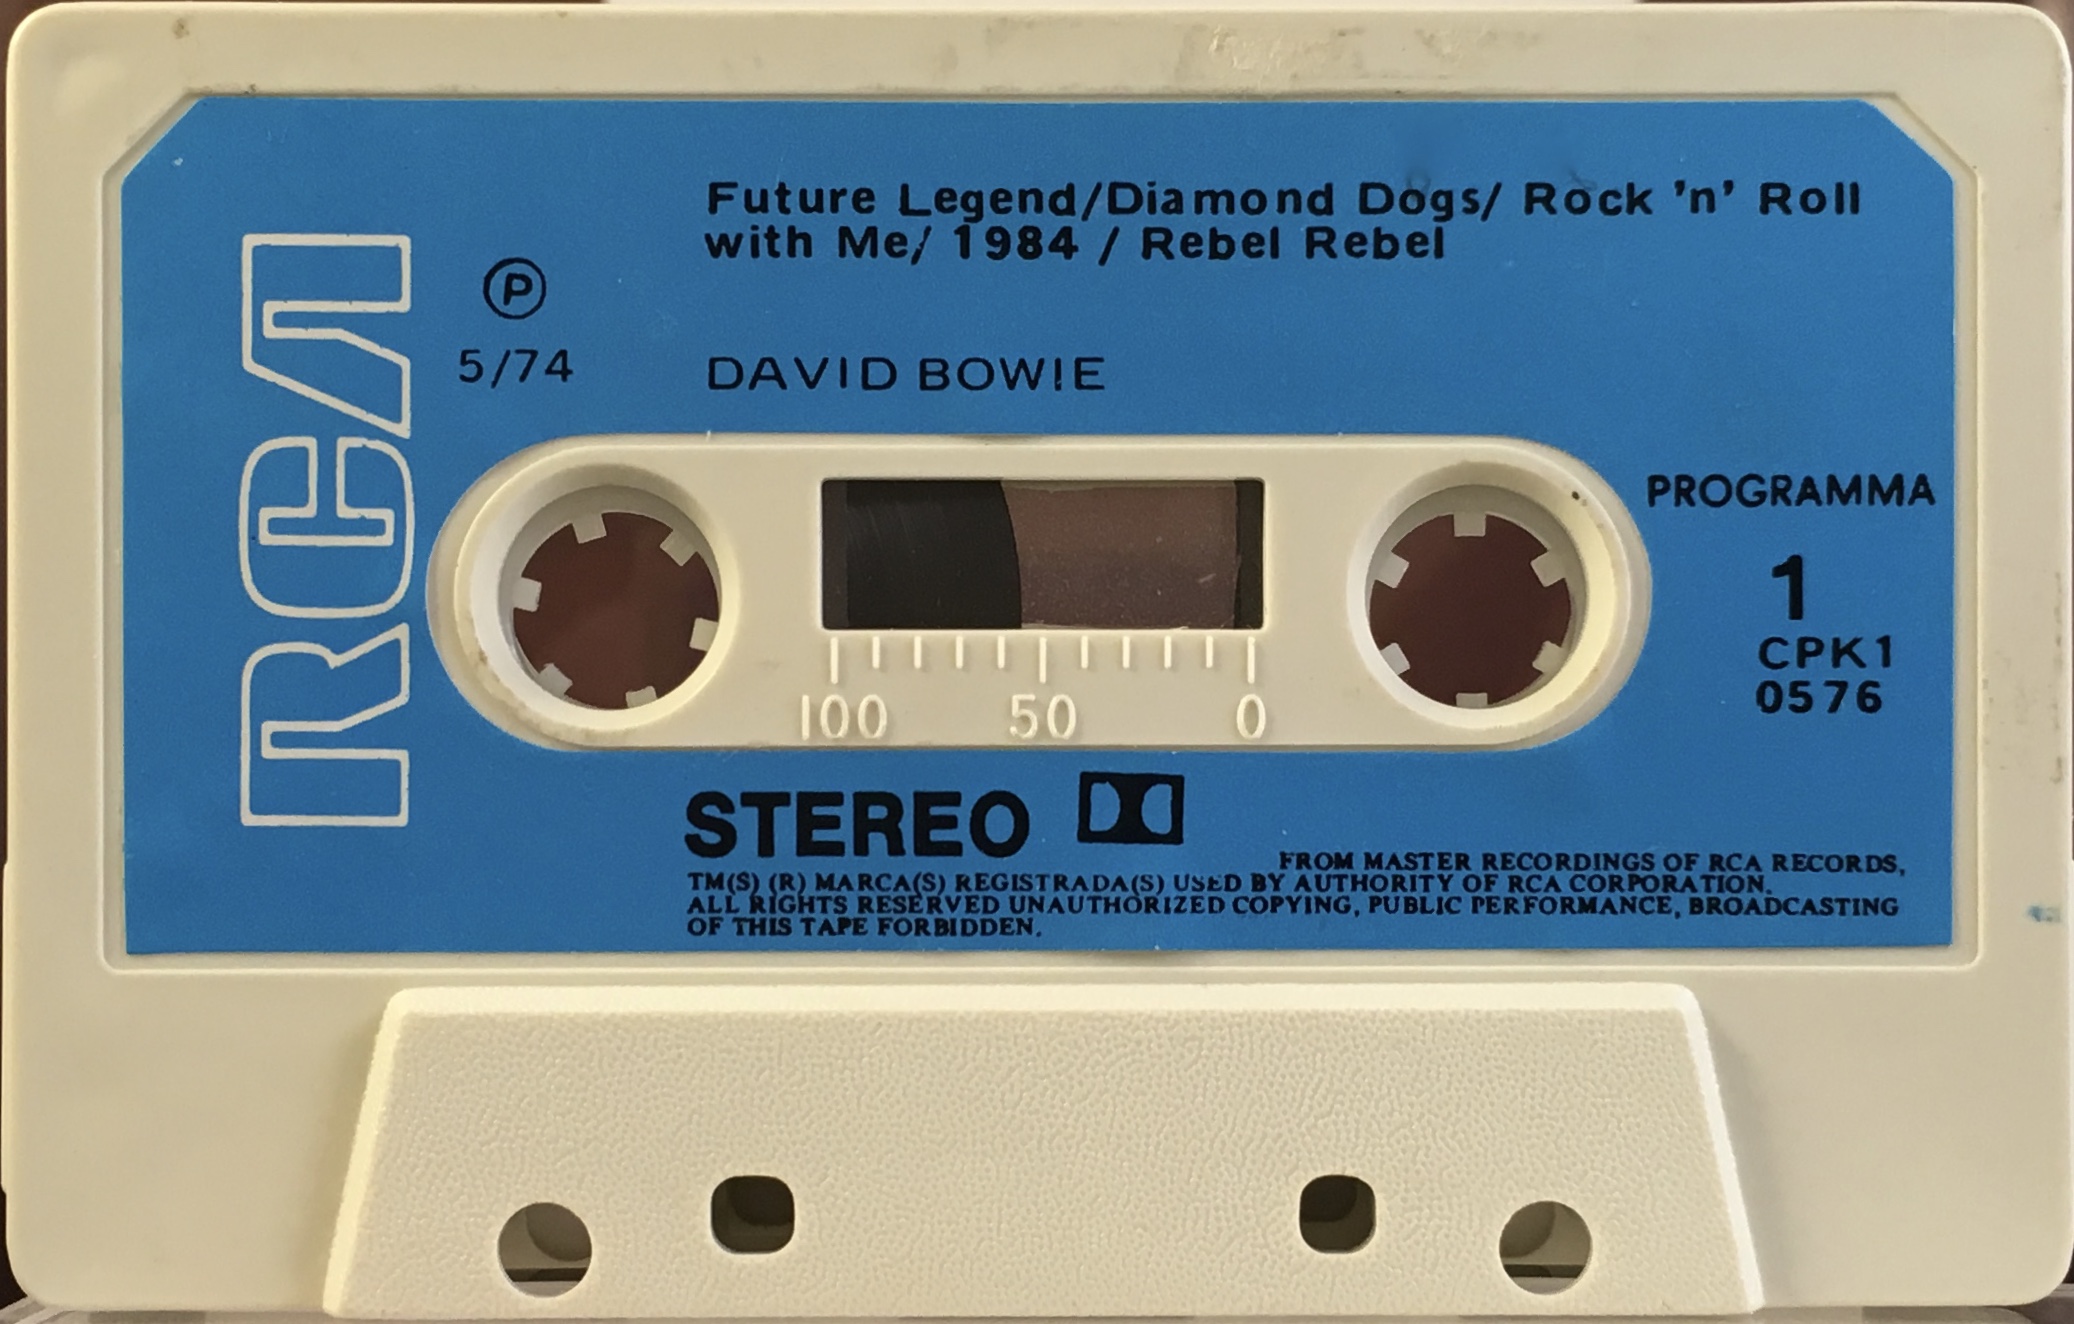 RCA
Ⓟ
5/74
Future Legend/Diamond Dogs/ Rock 'n' Roll
with Me/ 1984 / Rebel Rebel
DAVID BOWIE
PROGRAMMA
1
CPK1
0576
100 50 0
STEREO
FROM MASTER RECORDINGS OF RCA RECORDS,
TM(S) (R) MARCA(S) REGISTRADA(S) USED BY AUTHORITY OF RCA CORPORATION.
ALL RIGHTS RESERVED UNAUTHORIZED COPYING, PUBLIC PERFORMANCE, BROADCASTING
OF THIS TAPE FORBIDDEN.